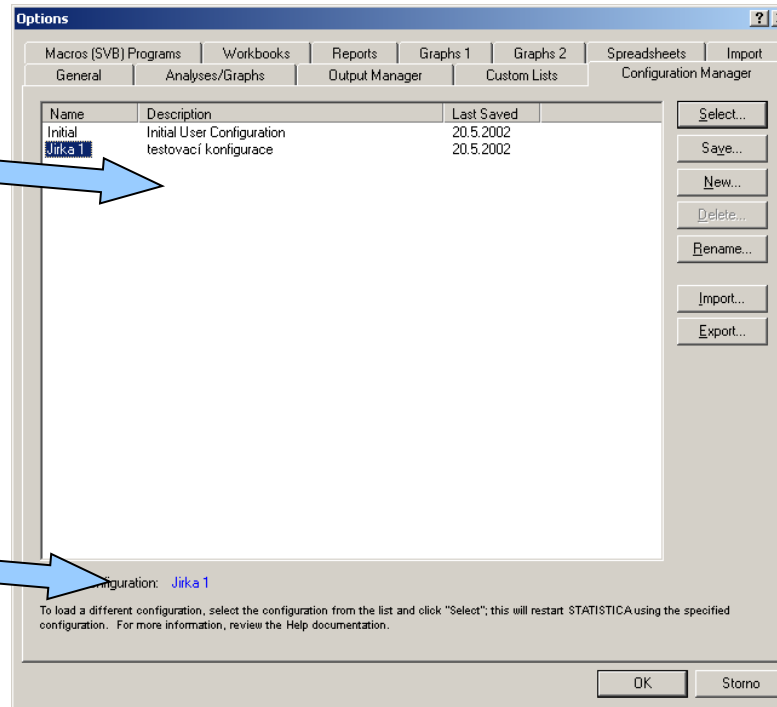 Options
Macros (SVB) Programs Workbooks Reports Graphs 1 Graphs 2 Spreadsheets Import
General Analyses/Graphs Output Manager Custom Lists Configuration Manager
Name Description Last Saved
Initial Initial User Configuration 20.5.2002
Jirka 1 testovací konfigurace 20.5.2002
Select...
Save...
New...
Delete...
Rename...
Import...
Export...
nfiguration: Jirka 1
To load a different configuration, select the configuration from the list and click "Select"; this will restart STATISTICA using the specified
configuration. For more information, review the Help documentation.
OK Storno